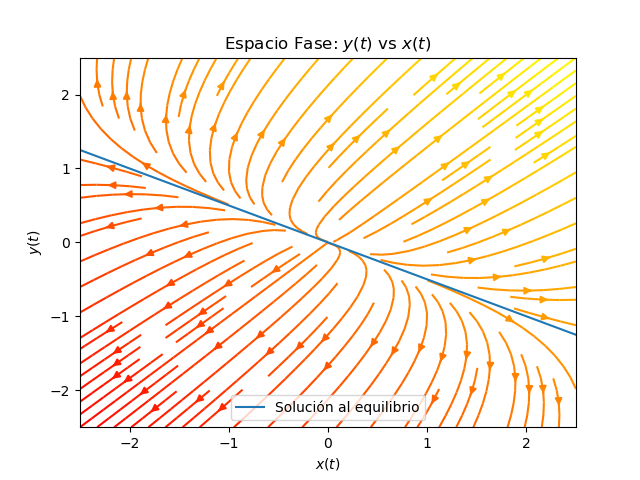 Espacio Fase: y(t) vs x(t)
y(t)
2
1
0
−1
−2
−2
−1
0
1
2
x(t)
Solución al equilibrio